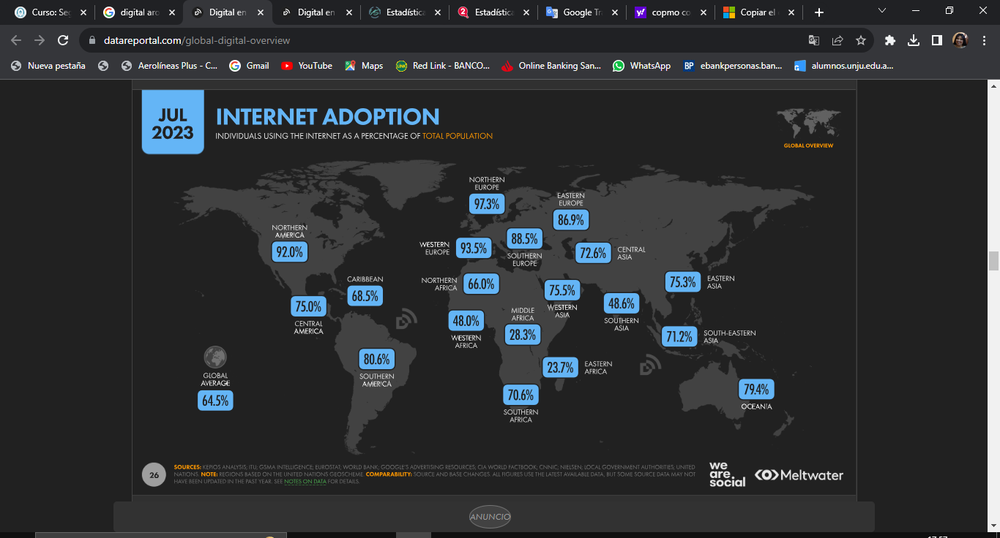 Curso: Seg
digital aro
Digital en
Digital en
Estadística
Estadística
Google Tra
copmo co
Copiar el
datareportal.com/global-digital-overview
Nueva pestaña
Aerolíneas Plus - C...
Gmail
YouTube
Maps
Red Link - BANCO...
Online Banking San...
WhatsApp
BP
ebankpersonas.ban...
alumnos.unju.edu.a...
JUL
2023
INTERNET ADOPTION
INDIVIDUALS USING THE INTERNET AS A PERCENTAGE OF TOTAL POPULATION
GLOBAL OVERVIEW
NORTHERN
EUROPE
97.3%
EASTERN
EUROPE
86.9%
NORTHERN
AMERICA
92.0%
WESTERN
EUROPE
93.5%
88.5%
SOUTHERN
EUROPE
72.6%
CENTRAL
ASIA
CARIBBEAN
68.5%
NORTHERN
AFRICA
66.0%
75.5%
WESTERN
ASIA
75.3%
EASTERN
ASIA
75.0%
CENTRAL
AMERICA
48.0%
WESTERN
AFRICA
MIDDLE
AFRICA
28.3%
48.6%
SOUTHERN
ASIA
71.2%
SOUTH-EASTERN
ASIA
80.6%
SOUTHERN
AMERICA
23.7%
EASTERN
AFRICA
GLOBAL
AVERAGE
64.5%
70.6%
SOUTHERN
AFRICA
79.4%
OCEANIA
26
SOURCES: KEPIOS ANALYSIS; ITU; GSMA INTELLIGENCE; EUROSTAT; WORLD BANK; GOOGLE'S ADVERTISING RESOURCES; CIA WORLD FACTBOOK; CNNIC; NIELSEN; LOCAL GOVERNMENT AUTHORITIES; UNITED
NATIONS. NOTE: REGIONS BASED ON THE UNITED NATIONS GEOSCHEME. COMPARABILITY: SOURCE AND BASE CHANGES. ALL FIGURES USE THE LATEST AVAILABLE DATA, BUT SOME SOURCE DATA MAY NOT
HAVE BEEN UPDATED IN THE PAST YEAR. SEE NOTES ON DATA FOR DETAILS.
we
are
social
Meltwater
ANUNCIO